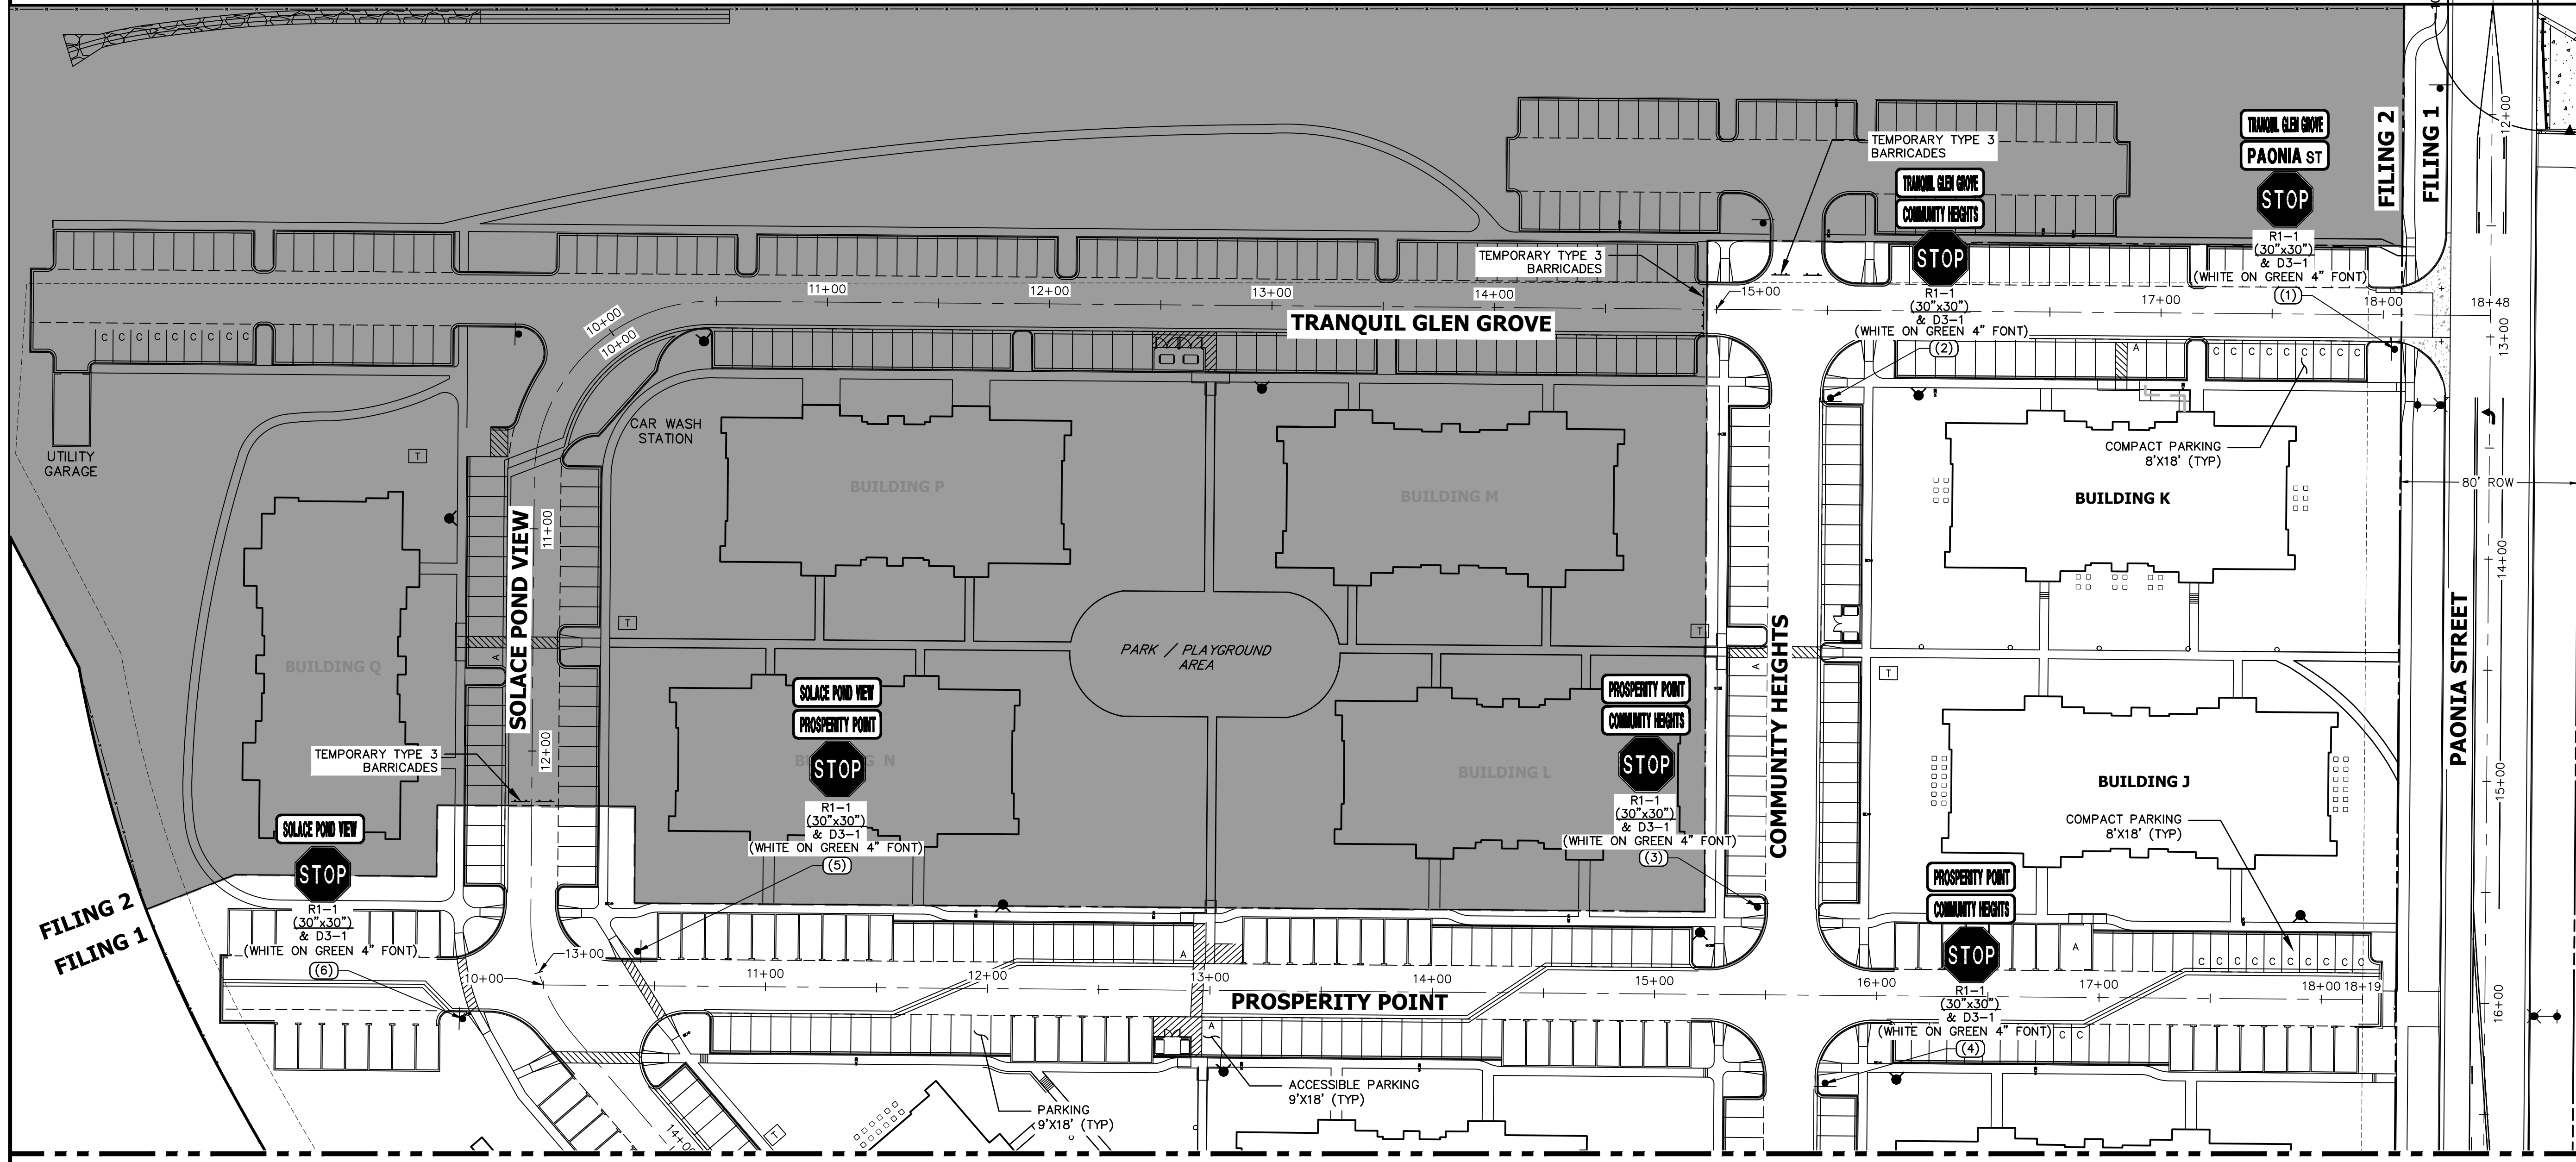 TEMPORARY TYPE 3
BARRICADES
TRANQUIL GLEN GROVE
PAONIA ST
STOP
R1-1
(30"x30")
& D3-1
(WHITE ON GREEN 4" FONT)
(1)
FILING 2
FILING 1
12+00
TRANQUIL GLEN GROVE
COMMUNITY HEIGHTS
STOP
R1-1
(30"x30")
& D3-1
(WHITE ON GREEN 4" FONT)
(2)
TEMPORARY TYPE 3
BARRICADES
10+00
10+00
11+00
12+00
13+00
14+00
15+00
17+00
18+00
18+48
13+00
TRANQUIL GLEN GROVE
C C C C C C C C C
A
C C C C C C C C C
CAR WASH
STATION
UTILITY
GARAGE
T
COMPACT PARKING
8'X18' (TYP)
80' ROW
BUILDING P
BUILDING M
BUILDING K
SOLACE POND VIEW
11+00
14+00
T
T
PARK / PLAYGROUND
AREA
BUILDING Q
A
A
T
COMMUNITY HEIGHTS
PAONIA STREET
SOLACE POND VIEW
PROSPERITY POINT
STOP
R1-1
(30"x30")
& D3-1
(WHITE ON GREEN 4" FONT)
(5)
PROSPERITY POINT
COMMUNITY HEIGHTS
STOP
R1-1
(30"x30")
& D3-1
(WHITE ON GREEN 4" FONT)
(3)
TEMPORARY TYPE 3
BARRICADES
12+00
N
BUILDING L
BUILDING J
15+00
COMPACT PARKING
8'X18' (TYP)
SOLACE POND VIEW
STOP
R1-1
(30"x30")
& D3-1
(WHITE ON GREEN 4" FONT)
(6)
PROSPERITY POINT
COMMUNITY HEIGHTS
STOP
R1-1
(30"x30")
& D3-1
(WHITE ON GREEN 4" FONT)
(4)
FILING 2
FILING 1
A
A
C C C C C C C C C C
13+00
10+00
11+00
12+00
13+00
14+00
15+00
16+00
17+00
18+00
18+19
16+00
PROSPERITY POINT
A
C C
ACCESSIBLE PARKING
9'X18' (TYP)
PARKING
9'X18' (TYP)
T